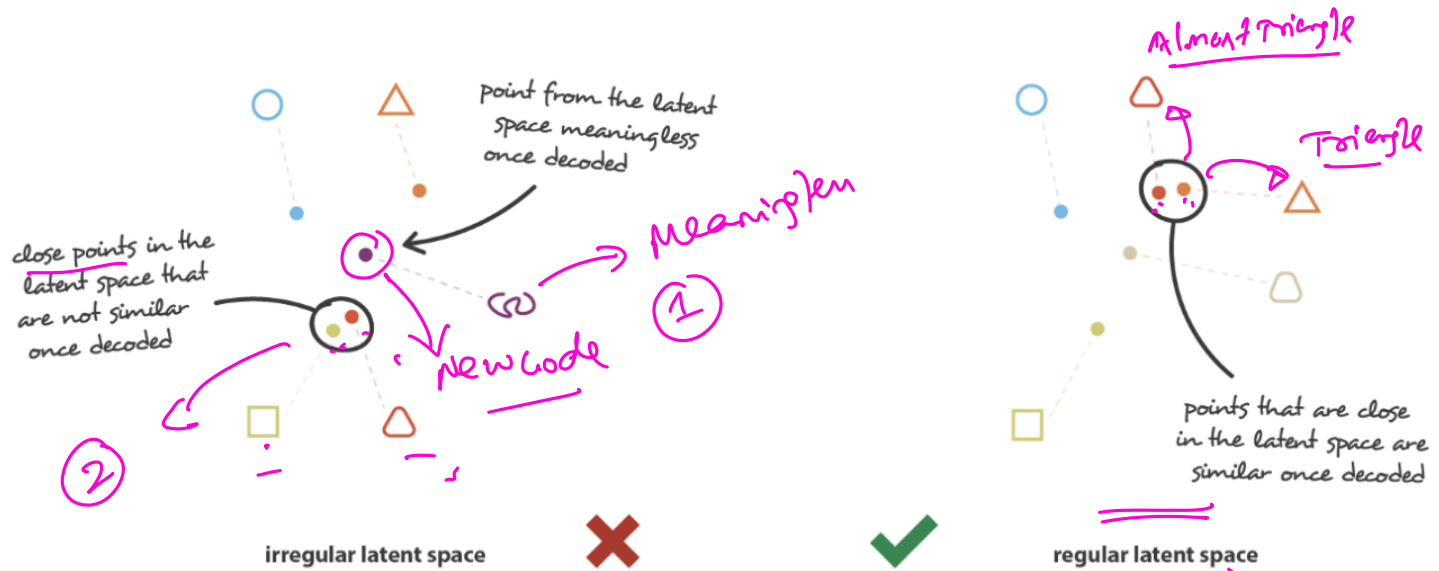 Almost Triangle
point from the latent
space meaningless
once decoded
Triangle
close points in the
latent space that
are not similar
once decoded
1
New Code
points that are close
in the latent space are
similar once decoded
2
irregular latent space
regular latent space